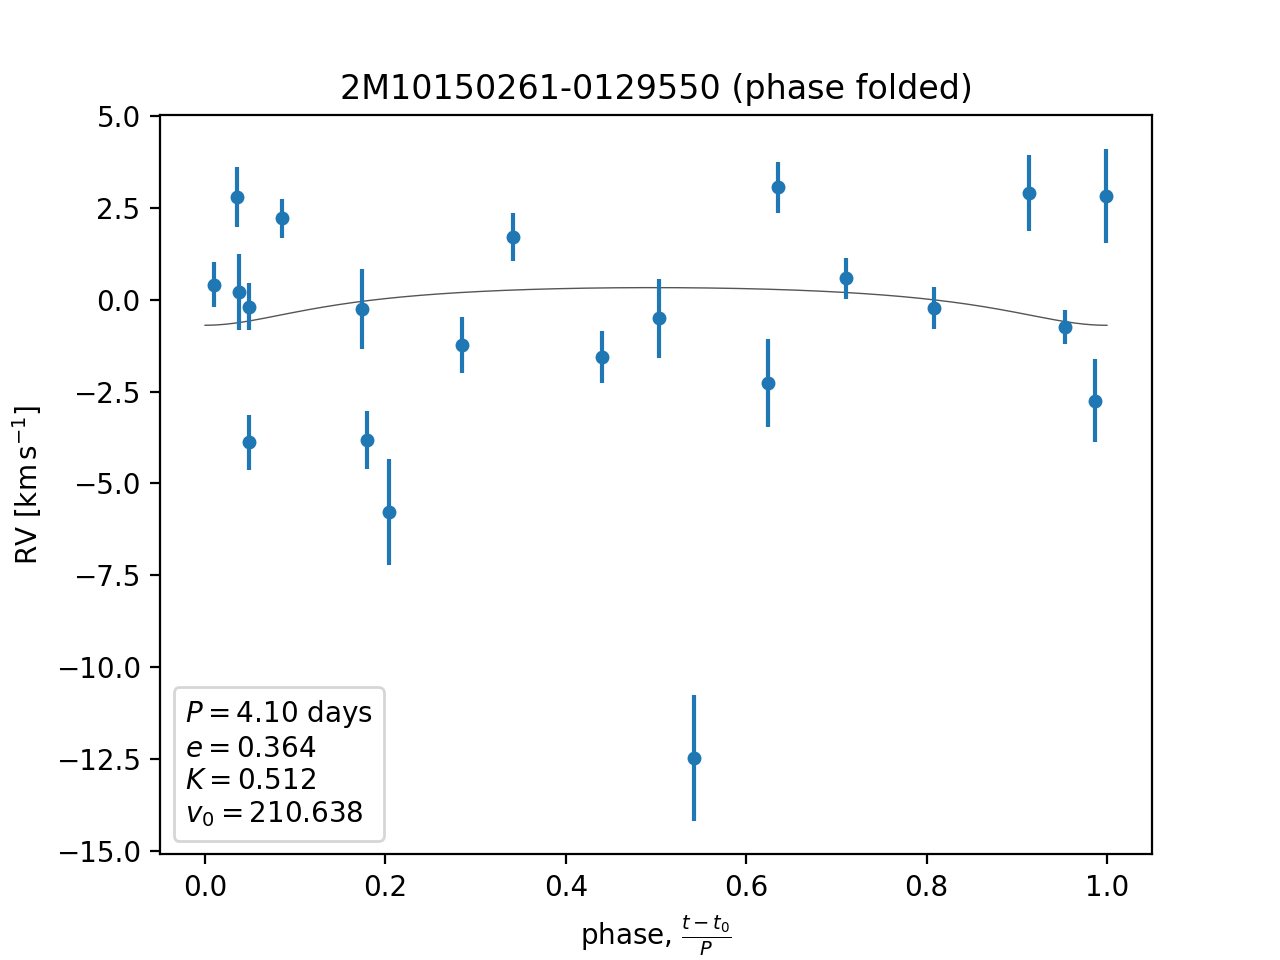 2M10150261-0129550 (phase folded)
5.0
2.5
0.0
−2.5
−5.0
−7.5
−10.0
−12.5
−15.0
RV [km s⁻¹]
P = 4.10 days
e = 0.364
K = 0.512
v₀ = 210.638
0.0 0.2 0.4 0.6 0.8 1.0
phase, (t − t₀)/P